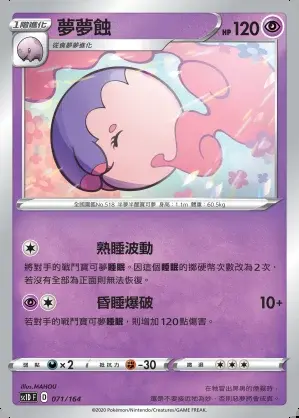 1階進化
夢夢蝕
HP 120
從食夢夢進化
全國圖鑑No.518 半夢半醒寶可夢 身高：1.1m 體重：60.5kg
熟睡波動
將對手的戰鬥寶可夢睡眠。因這個睡眠的擲硬幣次數改為2次，
若沒有全部為正面則無法恢復。
昏睡爆破 10+
若對手的戰鬥寶可夢睡眠，則增加120點傷害。
弱點 ×2 抵抗力 -30 撤退
illus.MAHOU
SC1D F D 071/164
©2020 Pokémon/Nintendo/Creatures/GAME FREAK.